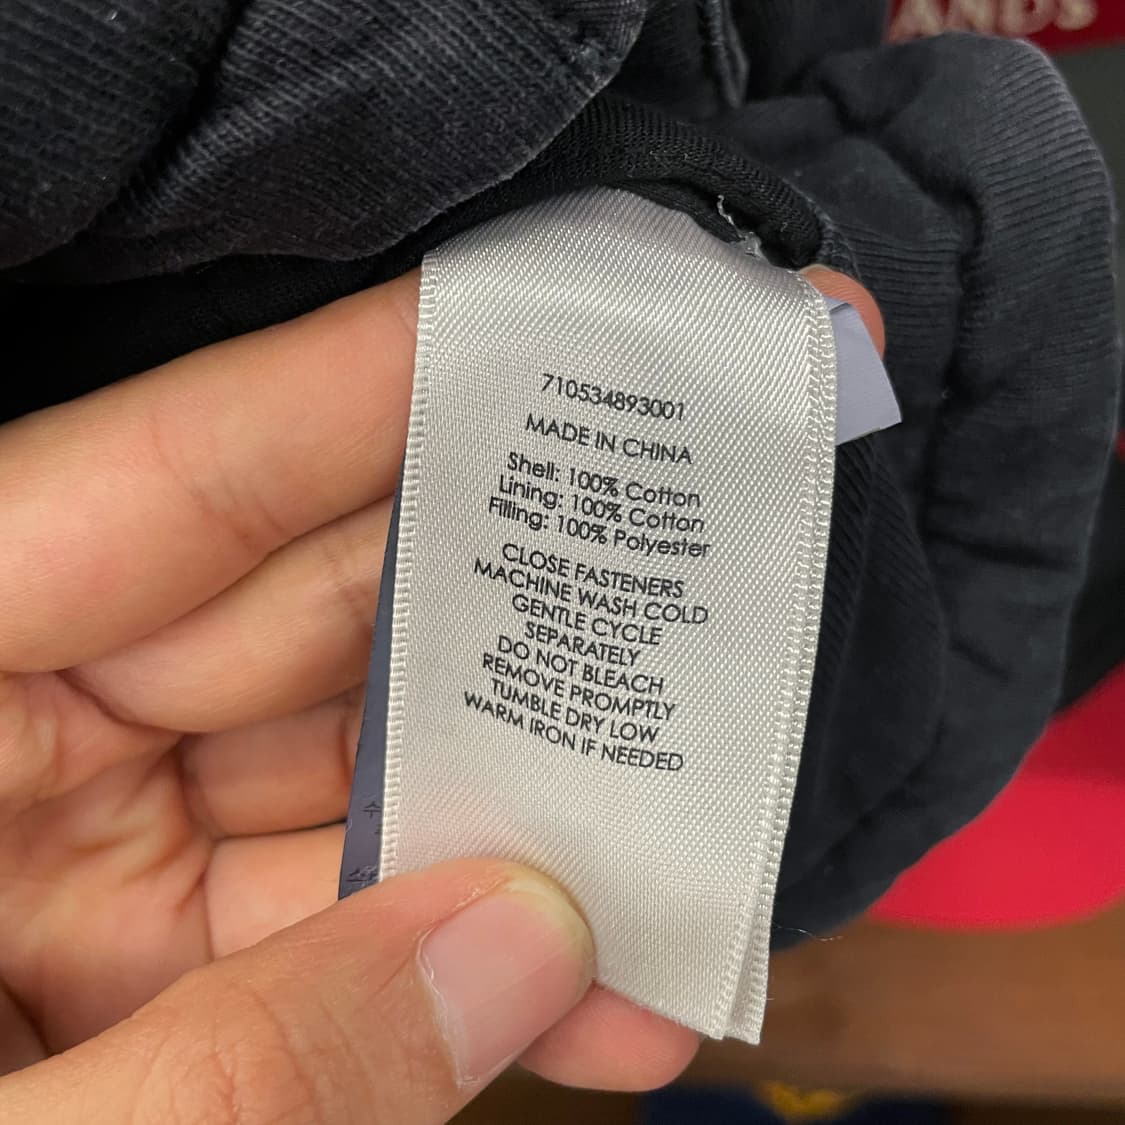 ANDS
710534893001
MADE IN CHINA
Shell: 100% Cotton
Lining: 100% Cotton
Filling: 100% Polyester
CLOSE FASTENERS
MACHINE WASH COLD
GENTLE CYCLE
SEPARATELY
DO NOT BLEACH
REMOVE PROMPTLY
TUMBLE DRY LOW
WARM IRON IF NEEDED